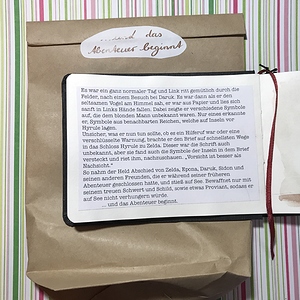 ... und das
Abenteuer beginnt
Es war ein ganz normaler Tag und Link ritt gemütlich durch die
Felder, nach einem Besuch bei Daruk. Es war dann als er den
seltsamen Vogel am Himmel sah, er war aus Papier und lies sich
sanft in Links Hände fallen. Dabei zeigte er verschiedene Symbole
auf, die dem blonden Mann unbekannt waren. Nur eines erkannte
er. Symbole aus benachbarten Reichen, welche auf Inseln vor
Hyrule lagen.
Unsicher, was er nun tun sollte, ob es ein Hilferuf war oder eine
verschlüsselte Warnung, brachte er den Brief auf schnellstem Wege
in das Schloss Hyrule zu Zelda. Dieser war die Schrift auch
unbekannt, aber sie fand auch die Symbole der Inseln in dem Brief
versteckt und riet ihm, nachzuschauen. „Vorsicht ist besser als
Nachsicht.“
So nahm der Held Abschied von Zelda, Epona, Daruk, Sidon und
seinen anderen Freunden, die er während seiner früheren
Abenteuer geschlossen hatte, und stieß auf See. Bewaffnet nur mit
seinem treuen Schwert und Schild, sowie etwas Proviant, sodass er
auf See nicht verhungern würde.
... und das Abenteuer beginnt.